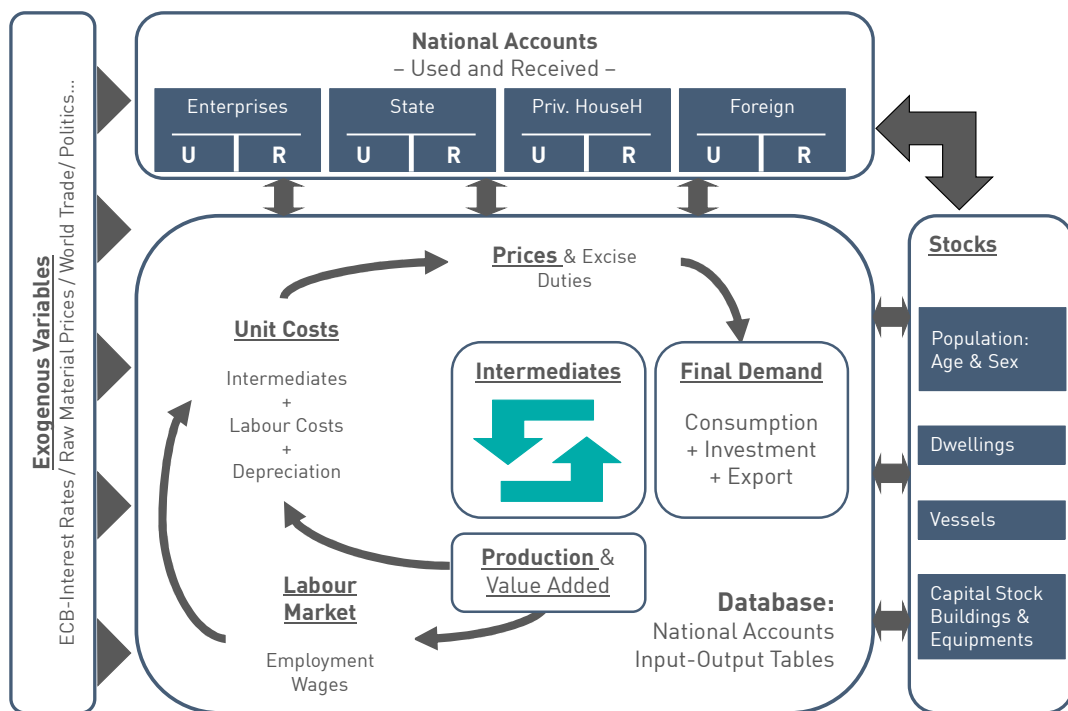 Exogenous Variables
ECB-Interest Rates / Raw Material Prices / World Trade/ Politics...
National Accounts
– Used and Received –
Enterprises
U R
State
U R
Priv. HouseH
U R
Foreign
U R
Prices & Excise
Duties
Unit Costs
Intermediates
+
Labour Costs
+
Depreciation
Intermediates
Final Demand
Consumption
+ Investment
+ Export
Production &
Value Added
Labour
Market
Employment
Wages
Database:
National Accounts
Input-Output Tables
Stocks
Population:
Age & Sex
Dwellings
Vessels
Capital Stock
Buildings &
Equipments